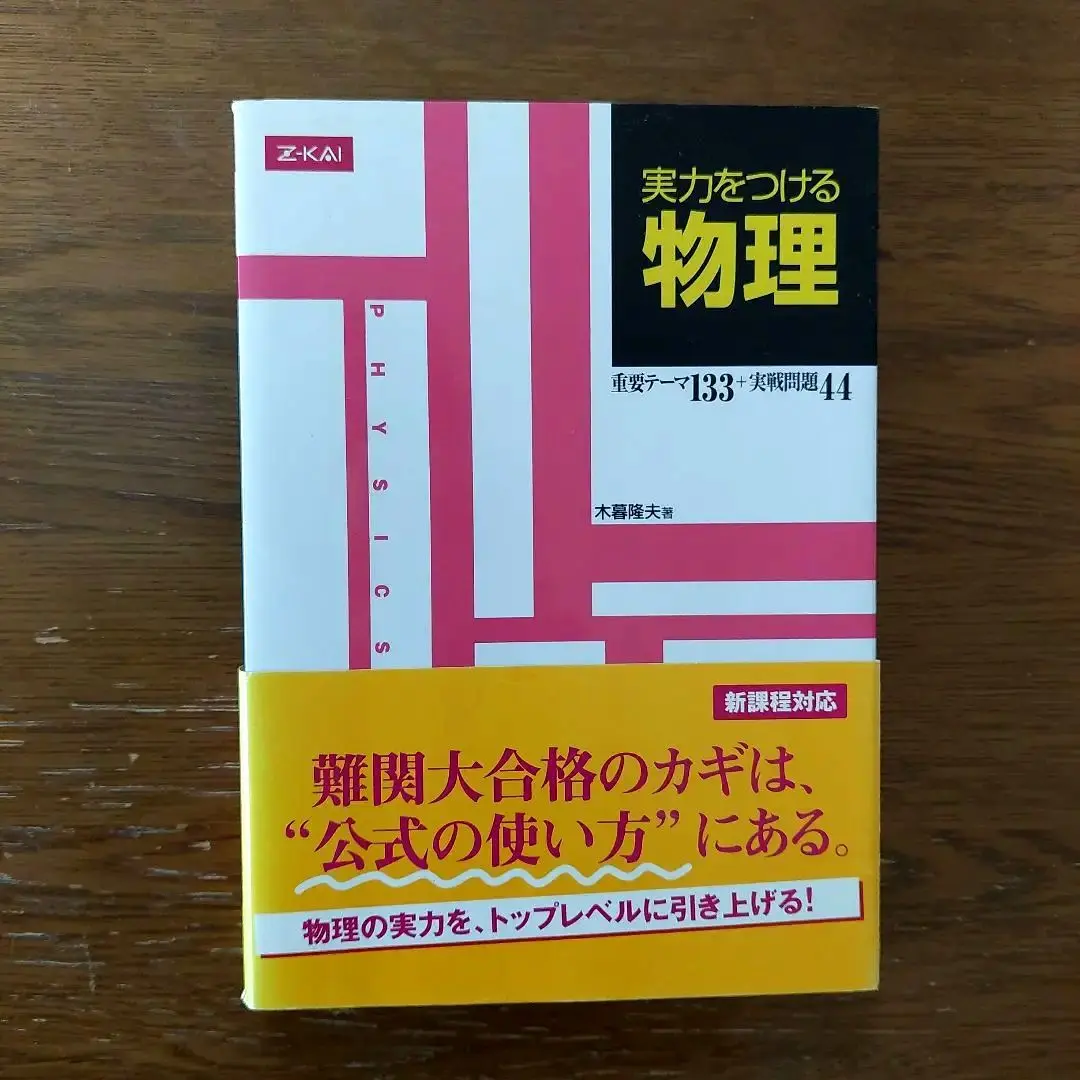 Z-KAI
実力をつける
物理
重要テーマ133+実戦問題44
木暮隆夫著
PHYSICS
新課程対応
難関大合格のカギは、
“公式の使い方”にある。
物理の実力を、トップレベルに引き上げる!